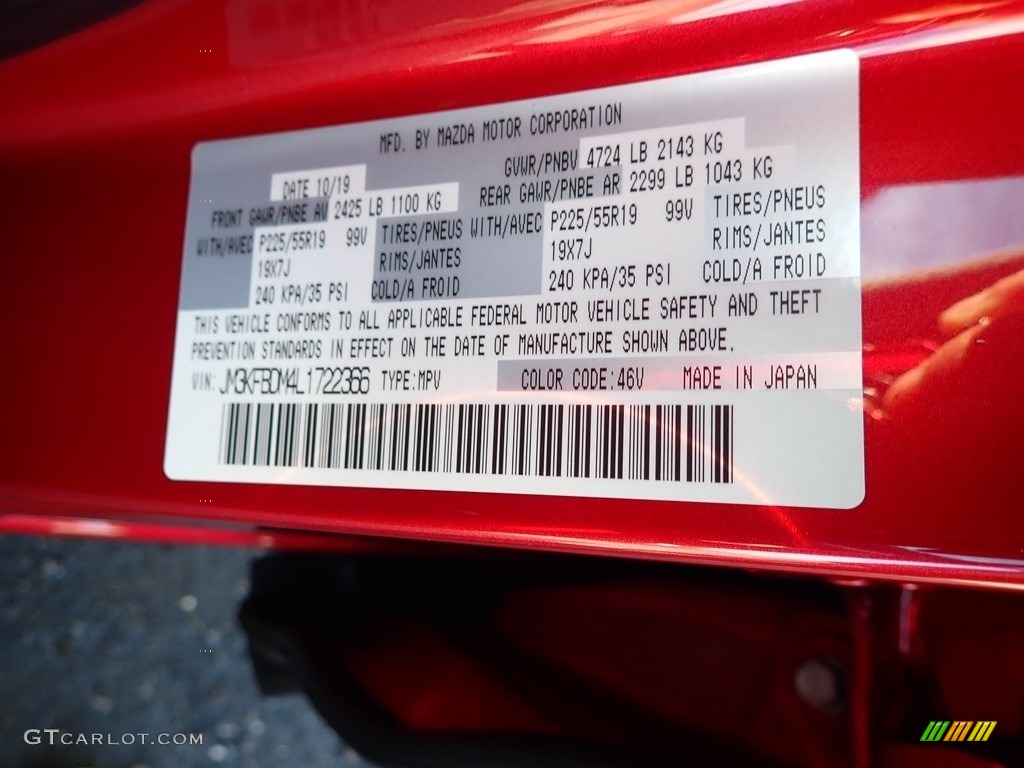 MFD. BY MAZDA MOTOR CORPORATION
DATE 10/19 GVWR/PNBV 4724 LB 2143 KG
FRONT GAWR/PNBE AV 2425 LB 1100 KG REAR GAWR/PNBE AR 2299 LB 1043 KG
WITH/AVEC P225/55R19 99V TIRES/PNEUS WITH/AVEC P225/55R19 99V TIRES/PNEUS
19X7J RIMS/JANTES 19X7J RIMS/JANTES
240 KPA/35 PSI COLD/A FROID 240 KPA/35 PSI COLD/A FROID
THIS VEHICLE CONFORMS TO ALL APPLICABLE FEDERAL MOTOR VEHICLE SAFETY AND THEFT
PREVENTION STANDARDS IN EFFECT ON THE DATE OF MANUFACTURE SHOWN ABOVE.
VIN: JM3KFBDM4L1722366 TYPE:MPV COLOR CODE:46V MADE IN JAPAN
GTCARLOT.COM